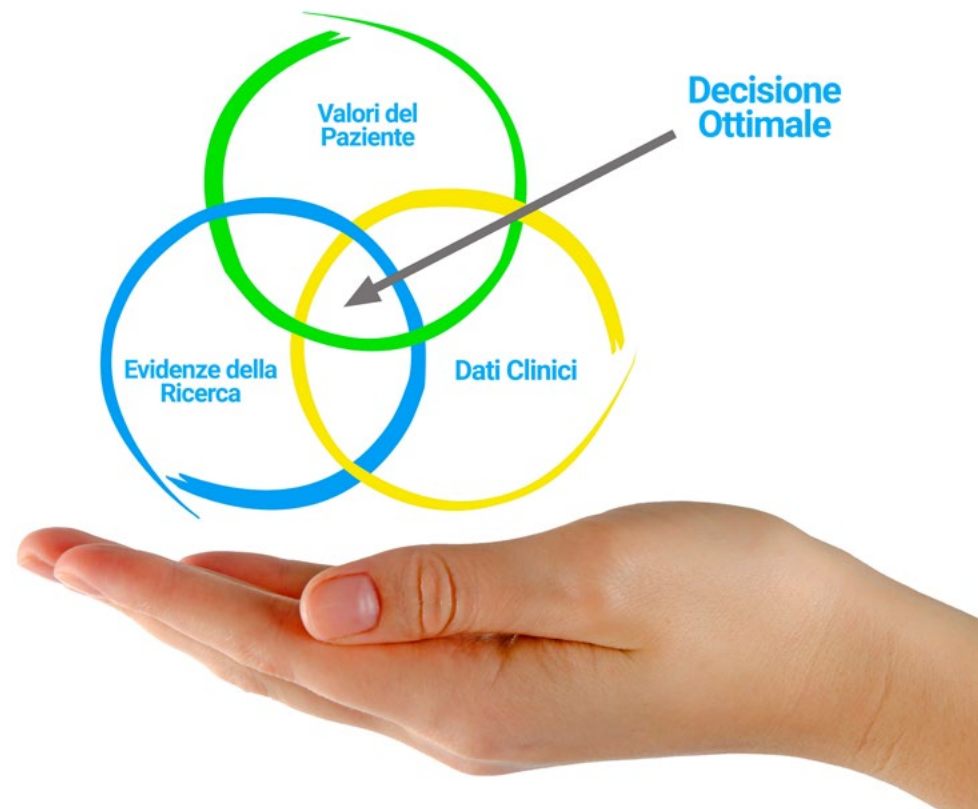 Valori del
Paziente
Decisione
Ottimale
Evidenze della
Ricerca
Dati Clinici